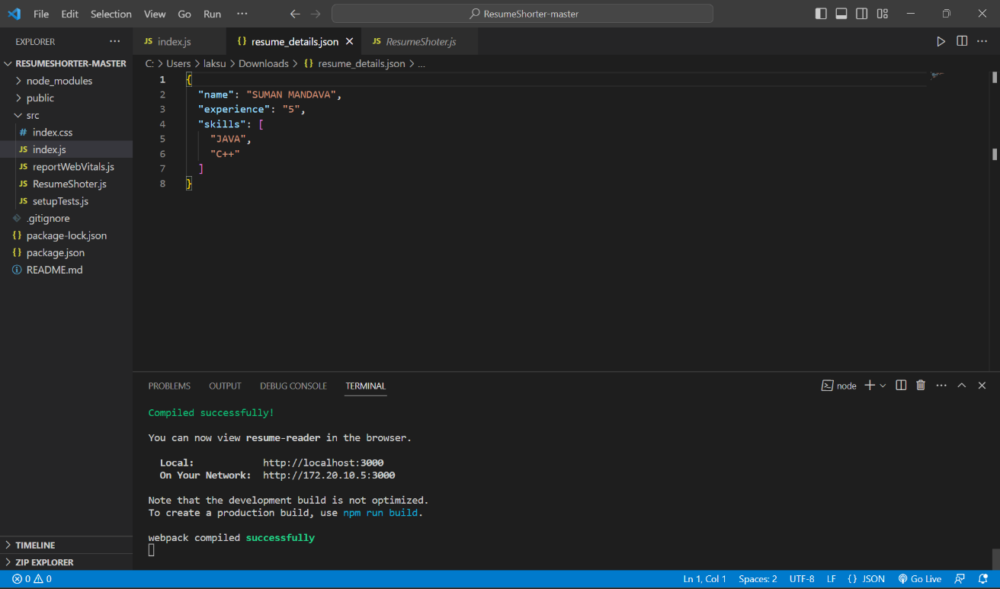 File Edit Selection View Go Run ··· ResumeShorter-master
EXPLORER ···
RESUMESHORTER-MASTER
node_modules
public
src
# index.css
JS index.js
JS reportWebVitals.js
JS ResumeShoter.js
JS setupTests.js
.gitignore
{} package-lock.json
{} package.json
README.md
TIMELINE
ZIP EXPLORER
JS index.js {} resume_details.json JS ResumeShoter.js
C: > Users > laksu > Downloads > {} resume_details.json > ...
1 {
2 "name": "SUMAN MANDAVA",
3 "experience": "5",
4 "skills": [
5 "JAVA",
6 "C++"
7 ]
8 }
PROBLEMS OUTPUT DEBUG CONSOLE TERMINAL node
Compiled successfully!
You can now view resume-reader in the browser.
Local: http://localhost:3000
On Your Network: http://172.20.10.5:3000
Note that the development build is not optimized.
To create a production build, use npm run build.
webpack compiled successfully
0 0 Ln 1, Col 1 Spaces: 2 UTF-8 LF {} JSON Go Live